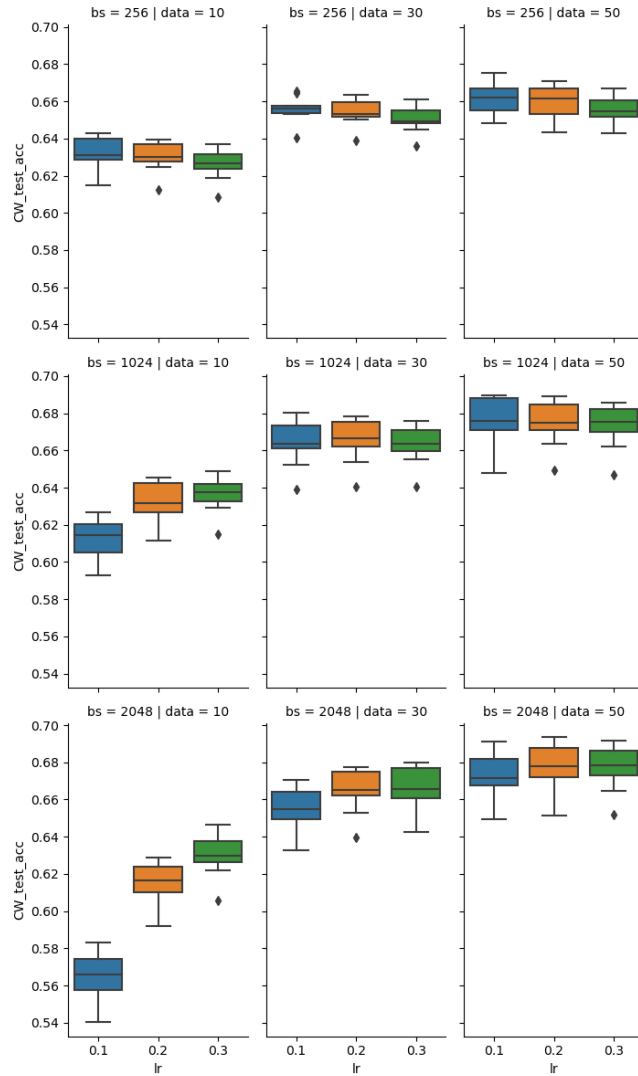 bs = 256 | data = 10
bs = 256 | data = 30
bs = 256 | data = 50
CW_test_acc
0.70
0.68
0.66
0.64
0.62
0.60
0.58
0.56
0.54
bs = 1024 | data = 10
bs = 1024 | data = 30
bs = 1024 | data = 50
CW_test_acc
0.70
0.68
0.66
0.64
0.62
0.60
0.58
0.56
0.54
bs = 2048 | data = 10
bs = 2048 | data = 30
bs = 2048 | data = 50
CW_test_acc
0.70
0.68
0.66
0.64
0.62
0.60
0.58
0.56
0.54
0.1 0.2 0.3
0.1 0.2 0.3
0.1 0.2 0.3
lr
lr
lr